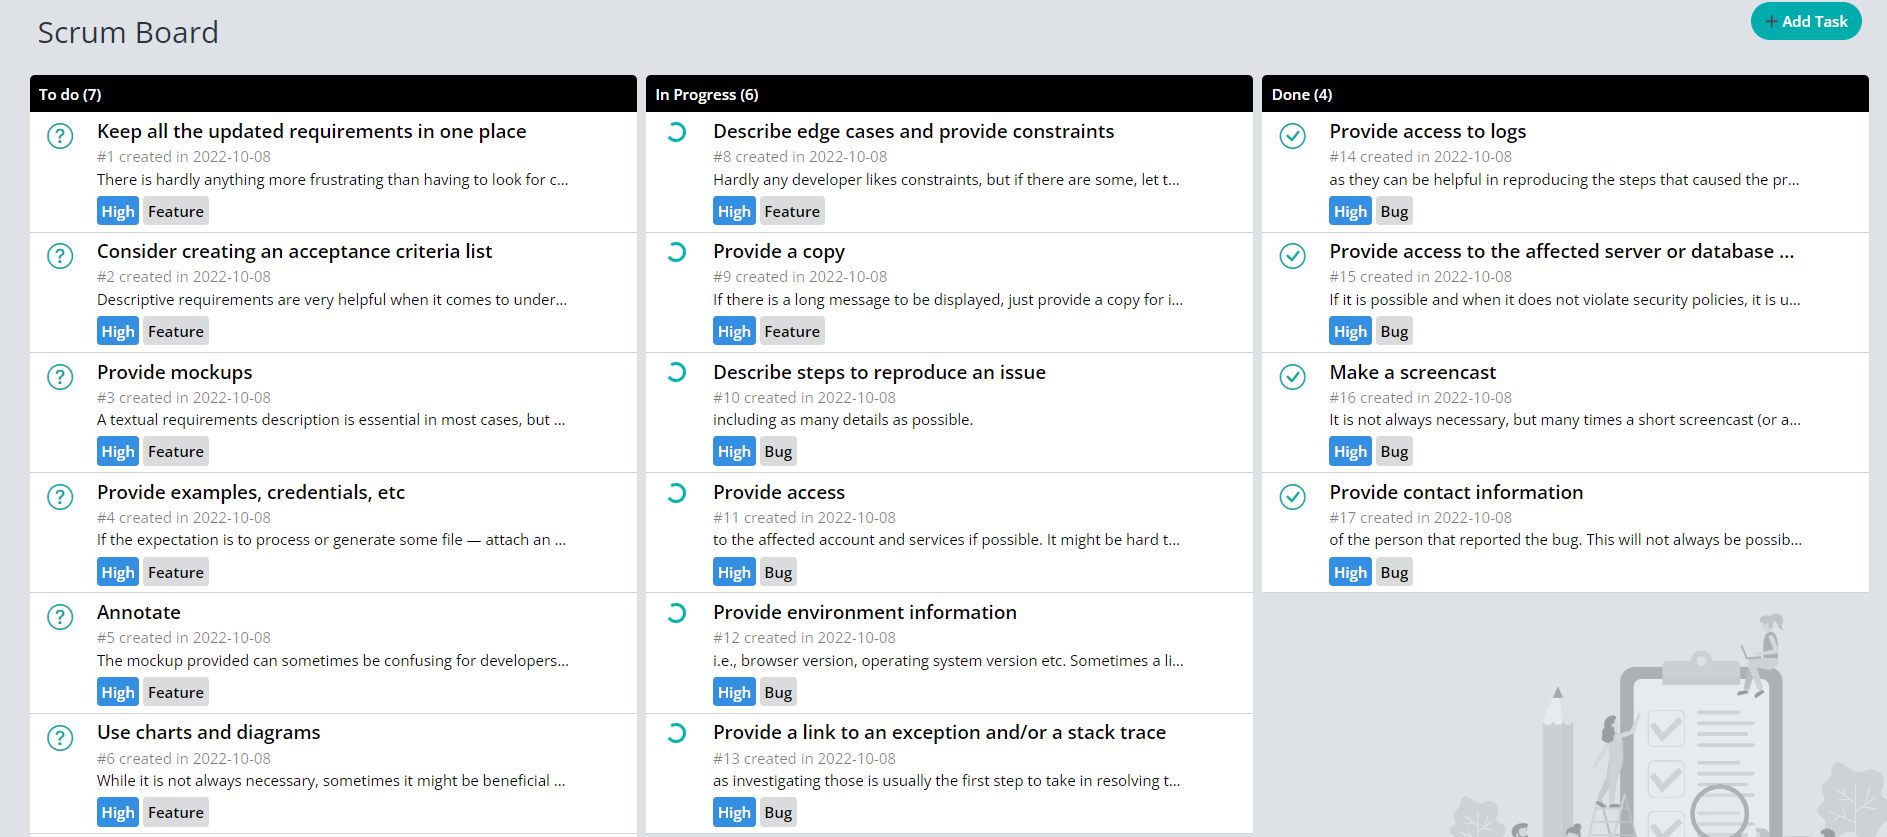 Scrum Board
+ Add Task
To do (7)
Keep all the updated requirements in one place
#1 created in 2022-10-08
There is hardly anything more frustrating than having to look for c...
High Feature
Consider creating an acceptance criteria list
#2 created in 2022-10-08
Descriptive requirements are very helpful when it comes to under...
High Feature
Provide mockups
#3 created in 2022-10-08
A textual requirements description is essential in most cases, but ...
High Feature
Provide examples, credentials, etc
#4 created in 2022-10-08
If the expectation is to process or generate some file — attach an ...
High Feature
Annotate
#5 created in 2022-10-08
The mockup provided can sometimes be confusing for developers...
High Feature
Use charts and diagrams
#6 created in 2022-10-08
While it is not always necessary, sometimes it might be beneficial ...
High Feature
In Progress (6)
Describe edge cases and provide constraints
#8 created in 2022-10-08
Hardly any developer likes constraints, but if there are some, let t...
High Feature
Provide a copy
#9 created in 2022-10-08
If there is a long message to be displayed, just provide a copy for i...
High Feature
Describe steps to reproduce an issue
#10 created in 2022-10-08
including as many details as possible.
High Bug
Provide access
#11 created in 2022-10-08
to the affected account and services if possible. It might be hard t...
High Bug
Provide environment information
#12 created in 2022-10-08
i.e., browser version, operating system version etc. Sometimes a li...
High Bug
Provide a link to an exception and/or a stack trace
#13 created in 2022-10-08
as investigating those is usually the first step to take in resolving t...
High Bug
Done (4)
Provide access to logs
#14 created in 2022-10-08
as they can be helpful in reproducing the steps that caused the pr...
High Bug
Provide access to the affected server or database ...
#15 created in 2022-10-08
If it is possible and when it does not violate security policies, it is u...
High Bug
Make a screencast
#16 created in 2022-10-08
It is not always necessary, but many times a short screencast (or a...
High Bug
Provide contact information
#17 created in 2022-10-08
of the person that reported the bug. This will not always be possib...
High Bug